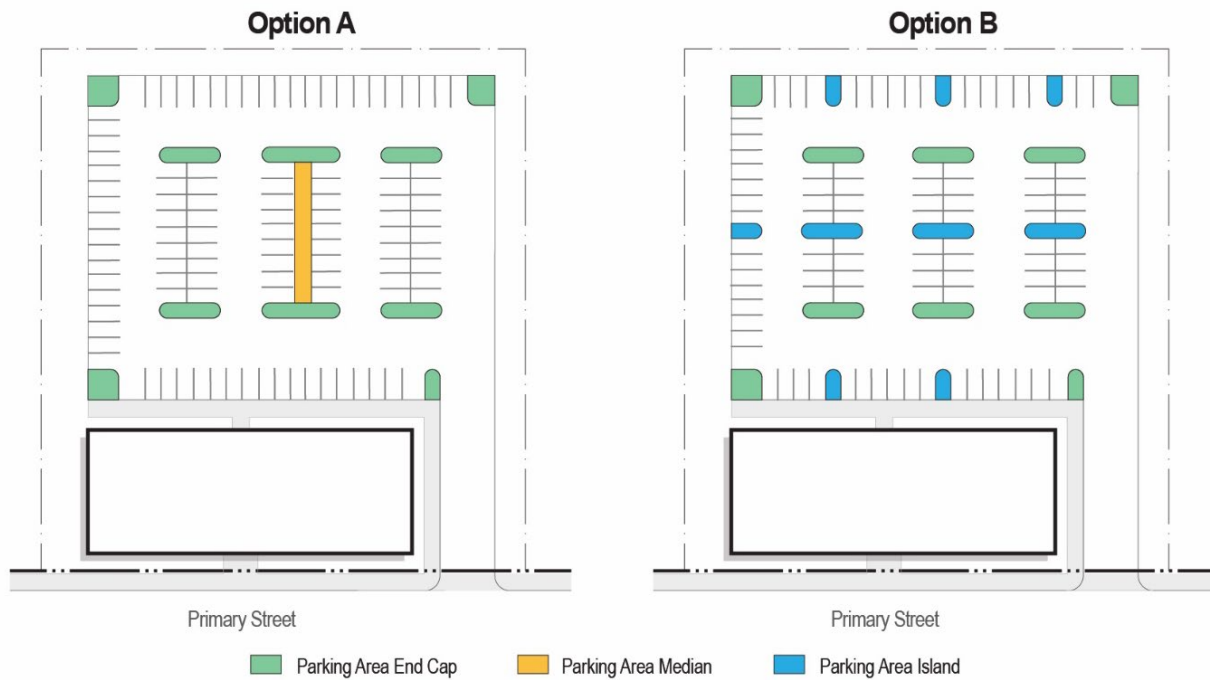 Option A
Option B
Primary Street
Primary Street
Parking Area End Cap
Parking Area Median
Parking Area Island